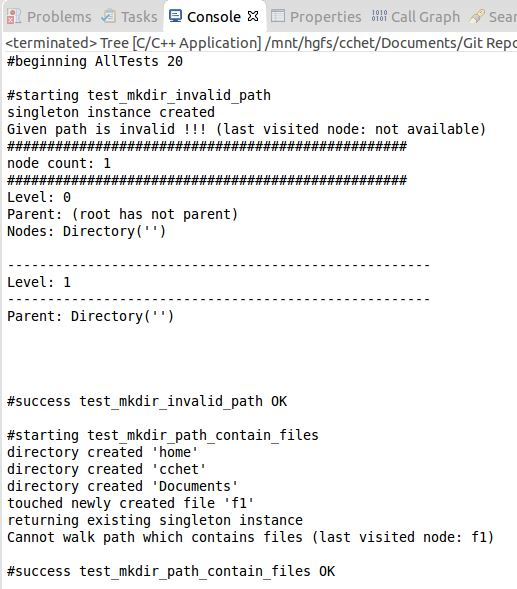 Problems Tasks Console Properties Call Graph Sear
<terminated> Tree [C/C++ Application] /mnt/hgfs/cchet/Documents/Git Repo
#beginning AllTests 20
#starting test_mkdir_invalid_path
singleton instance created
Given path is invalid !!! (last visited node: not available)
##################################################
node count: 1
##################################################
Level: 0
Parent: (root has not parent)
Nodes: Directory('')
-----------------------------------------------------
Level: 1
-----------------------------------------------------
Parent: Directory('')
#success test_mkdir_invalid_path OK
#starting test_mkdir_path_contain_files
directory created 'home'
directory created 'cchet'
directory created 'Documents'
touched newly created file 'f1'
returning existing singleton instance
Cannot walk path which contains files (last visited node: f1)
#success test_mkdir_path_contain_files OK